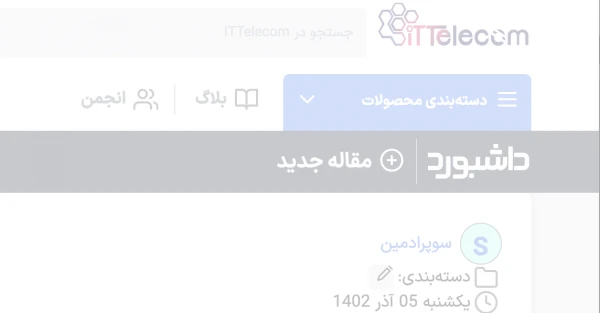 iTTelecom
جستجو در ITTelecom
دسته‌بندی محصولات
بلاگ
انجمن
داشبورد
مقاله جدید
S
سوپرادمین
دسته‌بندی:
یکشنبه 05 آذر 1402